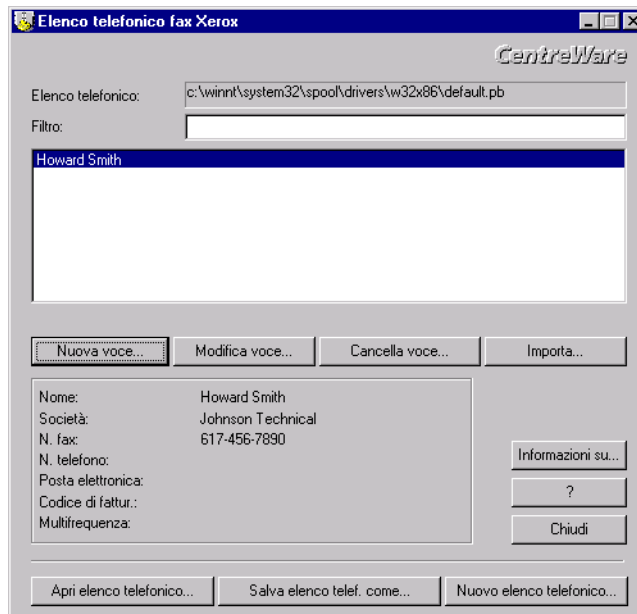 Elenco telefonico fax Xerox
CentreWare
Elenco telefonico: c:\winnt\system32\spool\drivers\w32x86\default.pb
Filtro:
Howard Smith
Nuova voce... Modifica voce... Cancella voce... Importa...
Nome: Howard Smith
Società: Johnson Technical
N. fax: 617-456-7890
N. telefono:
Posta elettronica:
Codice di fattur.:
Multifrequenza:
Informazioni su...
?
Chiudi
Apri elenco telefonico... Salva elenco telef. come... Nuovo elenco telefonico...